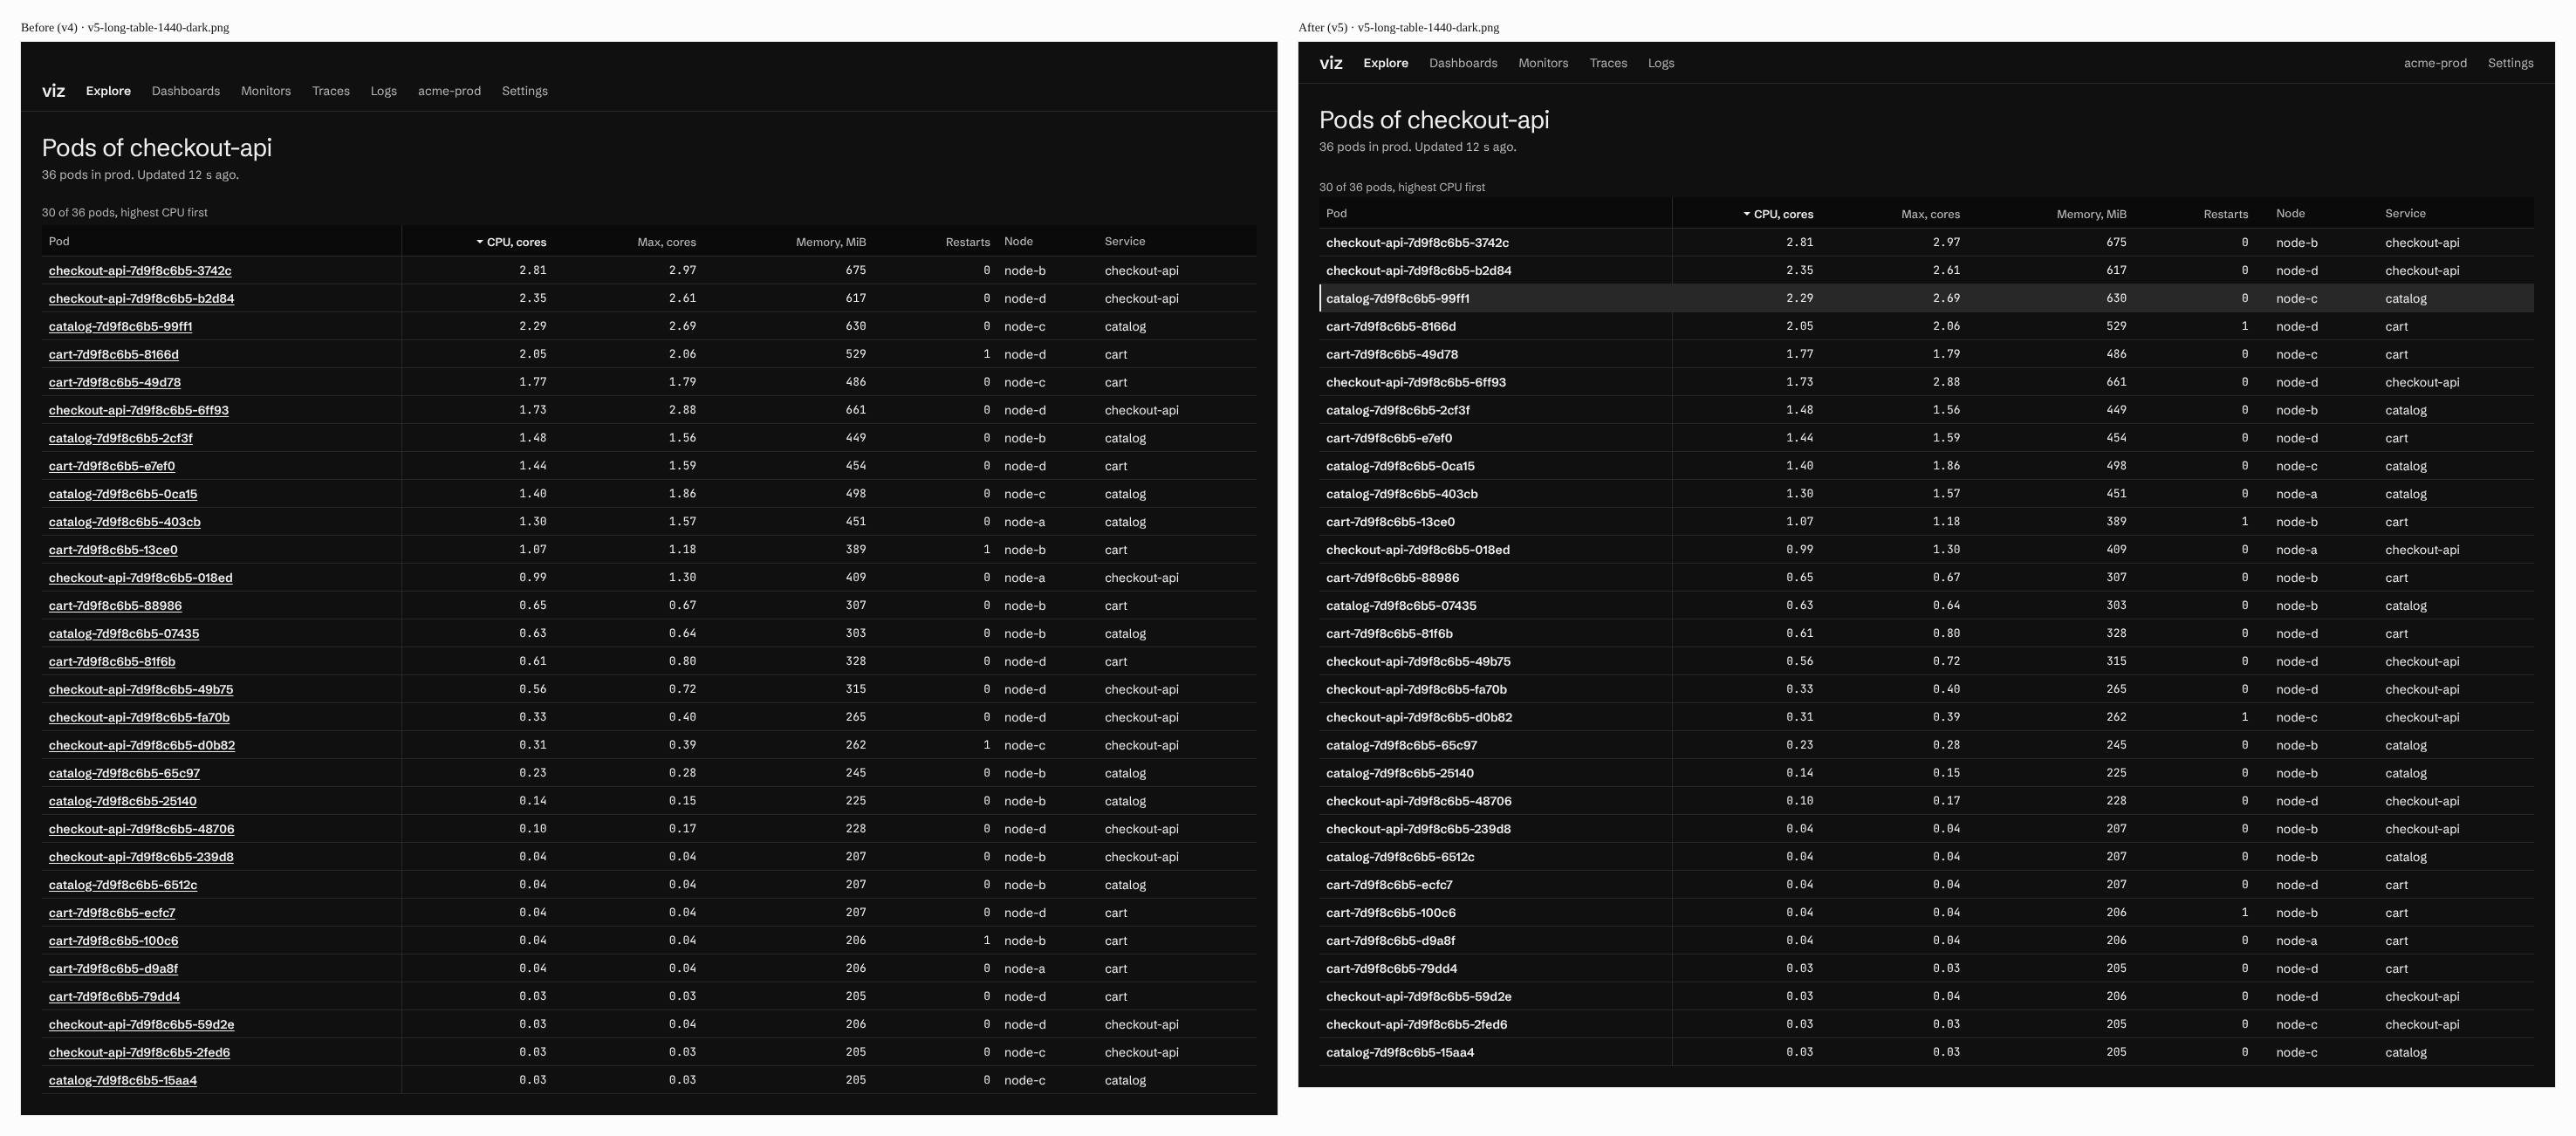 Before (v4) · v5-long-table-1440-dark.png
viz Explore Dashboards Monitors Traces Logs acme-prod Settings
Pods of checkout-api
36 pods in prod. Updated 12 s ago.
30 of 36 pods, highest CPU first
Pod CPU, cores Max, cores Memory, MiB Restarts Node Service
checkout-api-7d9f8c6b5-3742c 2.81 2.97 675 0 node-b checkout-api
checkout-api-7d9f8c6b5-b2d84 2.35 2.61 617 0 node-d checkout-api
catalog-7d9f8c6b5-99ff1 2.29 2.69 630 0 node-c catalog
cart-7d9f8c6b5-8166d 2.05 2.06 529 1 node-d cart
cart-7d9f8c6b5-49d78 1.77 1.79 486 0 node-c cart
checkout-api-7d9f8c6b5-6ff93 1.73 2.88 661 0 node-d checkout-api
catalog-7d9f8c6b5-2cf3f 1.48 1.56 449 0 node-b catalog
cart-7d9f8c6b5-e7ef0 1.44 1.59 454 0 node-d cart
catalog-7d9f8c6b5-0ca15 1.40 1.86 498 0 node-c catalog
catalog-7d9f8c6b5-403cb 1.30 1.57 451 0 node-a catalog
cart-7d9f8c6b5-13ce0 1.07 1.18 389 1 node-b cart
checkout-api-7d9f8c6b5-018ed 0.99 1.30 409 0 node-a checkout-api
cart-7d9f8c6b5-88986 0.65 0.67 307 0 node-b cart
catalog-7d9f8c6b5-07435 0.63 0.64 303 0 node-b catalog
cart-7d9f8c6b5-81f6b 0.61 0.80 328 0 node-d cart
checkout-api-7d9f8c6b5-49b75 0.56 0.72 315 0 node-d checkout-api
checkout-api-7d9f8c6b5-fa70b 0.33 0.40 265 0 node-d checkout-api
checkout-api-7d9f8c6b5-d0b82 0.31 0.39 262 1 node-c checkout-api
catalog-7d9f8c6b5-65c97 0.23 0.28 245 0 node-b catalog
catalog-7d9f8c6b5-25140 0.14 0.15 225 0 node-b catalog
checkout-api-7d9f8c6b5-48706 0.10 0.17 228 0 node-d checkout-api
checkout-api-7d9f8c6b5-239d8 0.04 0.04 207 0 node-b checkout-api
catalog-7d9f8c6b5-6512c 0.04 0.04 207 0 node-b catalog
cart-7d9f8c6b5-ecfc7 0.04 0.04 207 0 node-d cart
cart-7d9f8c6b5-100c6 0.04 0.04 206 1 node-b cart
cart-7d9f8c6b5-d9a8f 0.04 0.04 206 0 node-a cart
cart-7d9f8c6b5-79dd4 0.03 0.03 205 0 node-d cart
checkout-api-7d9f8c6b5-59d2e 0.03 0.04 206 0 node-d checkout-api
checkout-api-7d9f8c6b5-2fed6 0.03 0.03 205 0 node-c checkout-api
catalog-7d9f8c6b5-15aa4 0.03 0.03 205 0 node-c catalog
After (v5) · v5-long-table-1440-dark.png
viz Explore Dashboards Monitors Traces Logs acme-prod Settings
Pods of checkout-api
36 pods in prod. Updated 12 s ago.
30 of 36 pods, highest CPU first
Pod CPU, cores Max, cores Memory, MiB Restarts Node Service
checkout-api-7d9f8c6b5-3742c 2.81 2.97 675 0 node-b checkout-api
checkout-api-7d9f8c6b5-b2d84 2.35 2.61 617 0 node-d checkout-api
catalog-7d9f8c6b5-99ff1 2.29 2.69 630 0 node-c catalog
cart-7d9f8c6b5-8166d 2.05 2.06 529 1 node-d cart
cart-7d9f8c6b5-49d78 1.77 1.79 486 0 node-c cart
checkout-api-7d9f8c6b5-6ff93 1.73 2.88 661 0 node-d checkout-api
catalog-7d9f8c6b5-2cf3f 1.48 1.56 449 0 node-b catalog
cart-7d9f8c6b5-e7ef0 1.44 1.59 454 0 node-d cart
catalog-7d9f8c6b5-0ca15 1.40 1.86 498 0 node-c catalog
catalog-7d9f8c6b5-403cb 1.30 1.57 451 0 node-a catalog
cart-7d9f8c6b5-13ce0 1.07 1.18 389 1 node-b cart
checkout-api-7d9f8c6b5-018ed 0.99 1.30 409 0 node-a checkout-api
cart-7d9f8c6b5-88986 0.65 0.67 307 0 node-b cart
catalog-7d9f8c6b5-07435 0.63 0.64 303 0 node-b catalog
cart-7d9f8c6b5-81f6b 0.61 0.80 328 0 node-d cart
checkout-api-7d9f8c6b5-49b75 0.56 0.72 315 0 node-d checkout-api
checkout-api-7d9f8c6b5-fa70b 0.33 0.40 265 0 node-d checkout-api
checkout-api-7d9f8c6b5-d0b82 0.31 0.39 262 1 node-c checkout-api
catalog-7d9f8c6b5-65c97 0.23 0.28 245 0 node-b catalog
catalog-7d9f8c6b5-25140 0.14 0.15 225 0 node-b catalog
checkout-api-7d9f8c6b5-48706 0.10 0.17 228 0 node-d checkout-api
checkout-api-7d9f8c6b5-239d8 0.04 0.04 207 0 node-b checkout-api
catalog-7d9f8c6b5-6512c 0.04 0.04 207 0 node-b catalog
cart-7d9f8c6b5-ecfc7 0.04 0.04 207 0 node-d cart
cart-7d9f8c6b5-100c6 0.04 0.04 206 1 node-b cart
cart-7d9f8c6b5-d9a8f 0.04 0.04 206 0 node-a cart
cart-7d9f8c6b5-79dd4 0.03 0.03 205 0 node-d cart
checkout-api-7d9f8c6b5-59d2e 0.03 0.04 206 0 node-d checkout-api
checkout-api-7d9f8c6b5-2fed6 0.03 0.03 205 0 node-c checkout-api
catalog-7d9f8c6b5-15aa4 0.03 0.03 205 0 node-c catalog